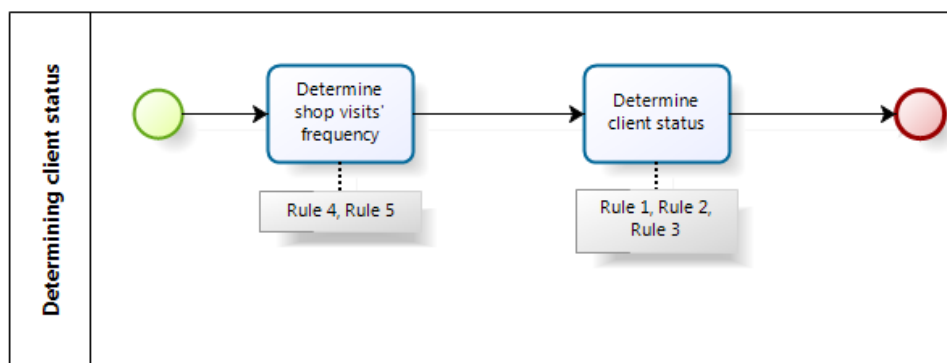 Determining client status
Determine
shop visits'
frequency
Rule 4, Rule 5
Determine
client status
Rule 1, Rule 2,
Rule 3